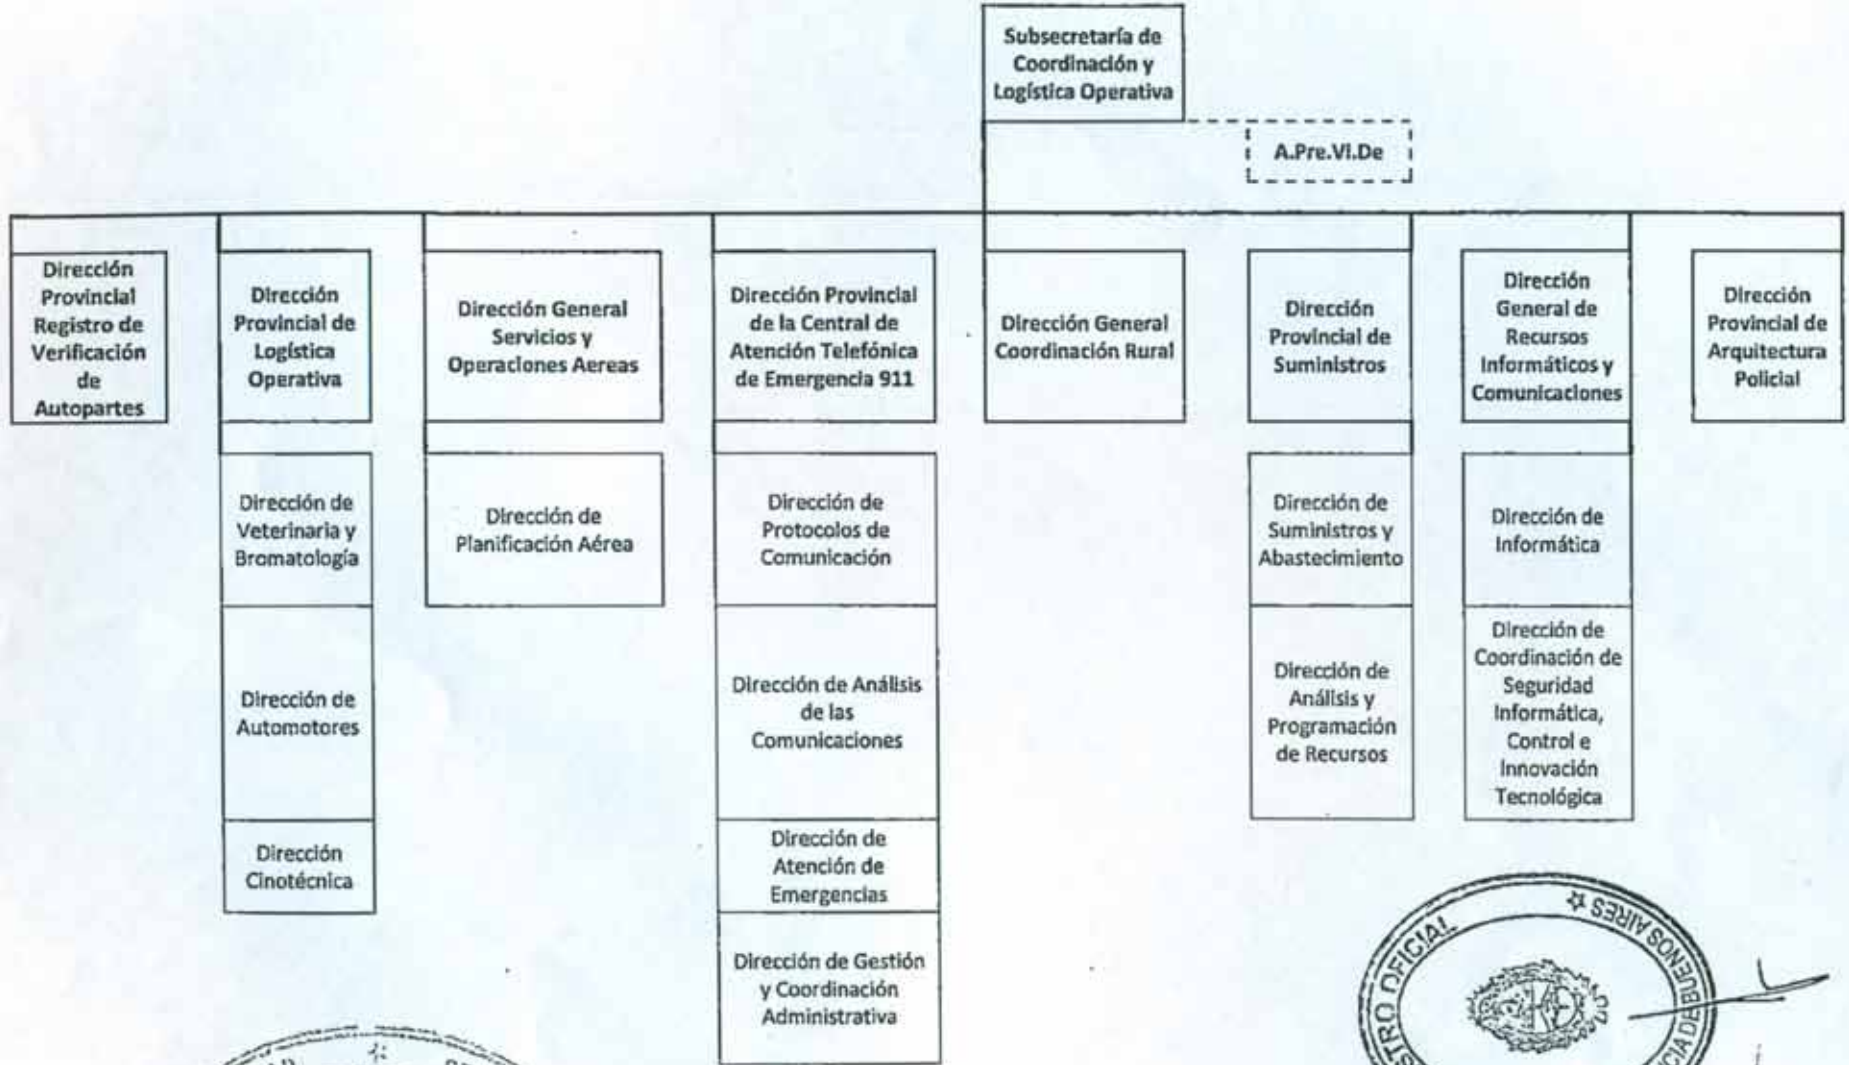 Subsecretaría de
Coordinación y
Logística Operativa
A.Pre.Vi.De
Dirección
Provincial
Registro de
Verificación
de
Autopartes
Dirección
Provincial de
Logística
Operativa
Dirección General
Servicios y
Operaciones Aereas
Dirección Provincial
de la Central de
Atención Telefónica
de Emergencia 911
Dirección General
Coordinación Rural
Dirección
Provincial de
Suministros
Dirección
General de
Recursos
Informáticos y
Comunicaciones
Dirección
Provincial de
Arquitectura
Policial
Dirección de
Veterinaria y
Bromatología
Dirección de
Planificación Aérea
Dirección de
Protocolos de
Comunicación
Dirección de
Suministros y
Abastecimiento
Dirección de
Informática
Dirección de
Automotores
Dirección de Análisis
de las
Comunicaciones
Dirección de
Análisis y
Programación
de Recursos
Dirección de
Coordinación de
Seguridad
Informática,
Control e
Innovación
Tecnológica
Dirección
Cinotécnica
Dirección de
Atención de
Emergencias
Dirección de Gestión
y Coordinación
Administrativa
OFICIAL
BUENOS AIRES